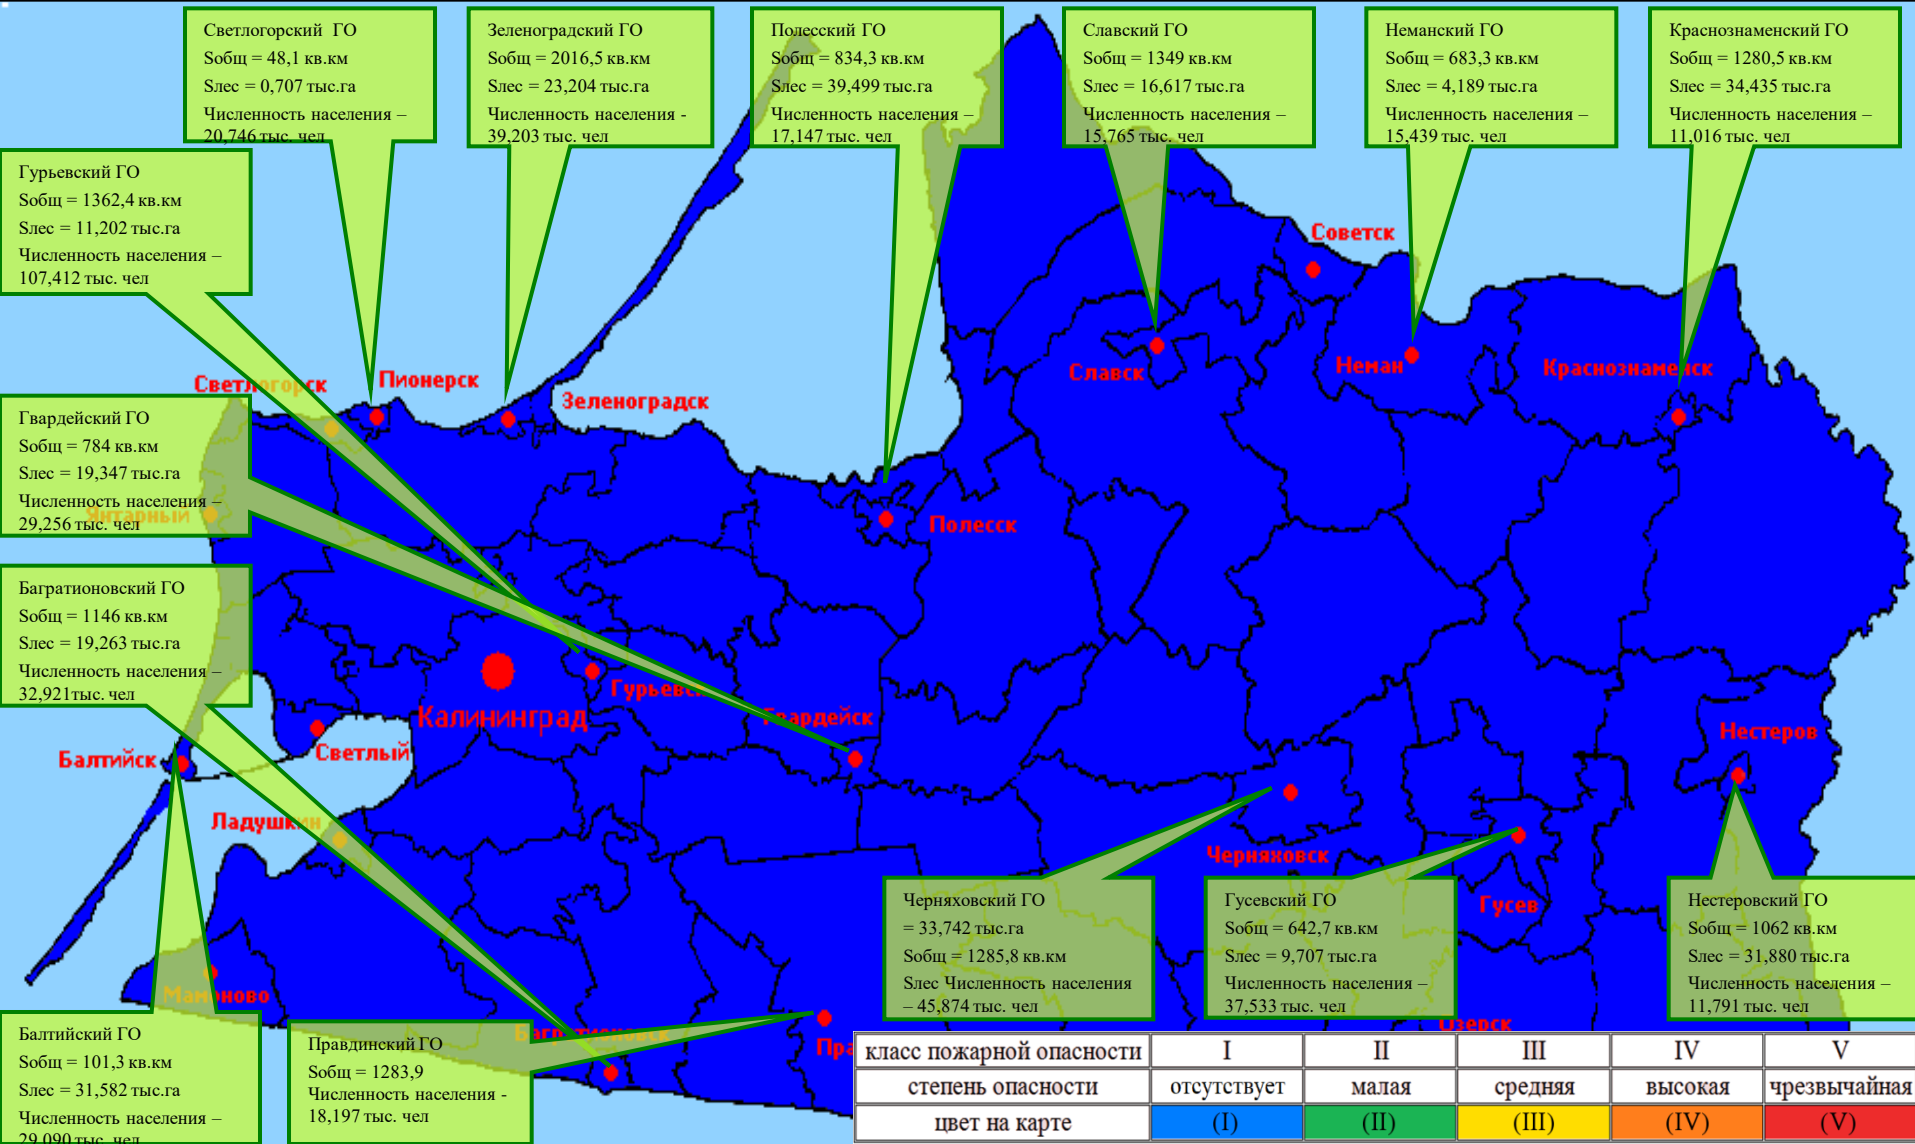 Светлогорский ГО
Sобщ = 48,1 кв.км
Sлес = 0,707 тыс.га
Численность населения –
20,746 тыс. чел
Зеленоградский ГО
Sобщ = 2016,5 кв.км
Sлес = 23,204 тыс.га
Численность населения -
39,203 тыс. чел
Полесский ГО
Sобщ = 834,3 кв.км
Sлес = 39,499 тыс.га
Численность населения –
17,147 тыс. чел
Славский ГО
Sобщ = 1349 кв.км
Sлес = 16,617 тыс.га
Численность населения –
15,765 тыс. чел
Неманский ГО
Sобщ = 683,3 кв.км
Sлес = 4,189 тыс.га
Численность населения –
15,439 тыс. чел
Краснознаменский ГО
Sобщ = 1280,5 кв.км
Sлес = 34,435 тыс.га
Численность населения –
11,016 тыс. чел
Гурьевский ГО
Sобщ = 1362,4 кв.км
Sлес = 11,202 тыс.га
Численность населения –
107,412 тыс. чел
Советск
Славск
Неман
Краснознаменск
Светлогорск
Пионерск
Зеленоградск
Гвардейский ГО
Sобщ = 784 кв.км
Sлес = 19,347 тыс.га
Численность населения –
29,256 тыс. чел
Янтарный
Полесск
Багратионовский ГО
Sобщ = 1146 кв.км
Sлес = 19,263 тыс.га
Численность населения –
32,921тыс. чел
Гурьевск
Калининград
Гвардейск
Нестеров
Балтийск
Светлый
Ладушкин
Черняховск
Гусев
Черняховский ГО
= 33,742 тыс.га
Sобщ = 1285,8 кв.км
Sлес Численность населения
– 45,874 тыс. чел
Гусевский ГО
Sобщ = 642,7 кв.км
Sлес = 9,707 тыс.га
Численность населения –
37,533 тыс. чел
Нестеровский ГО
Sобщ = 1062 кв.км
Sлес = 31,880 тыс.га
Численность населения –
11,791 тыс. чел
Мамоново
Багратионовск
Озерск
Пра
Балтийский ГО
Sобщ = 101,3 кв.км
Sлес = 31,582 тыс.га
Численность населения –
29,090 тыс. чел
Правдинский ГО
Sобщ = 1283,9
Численность населения -
18,197 тыс. чел
класс пожарной опасности I II III IV V
степень опасности отсутствует малая средняя высокая чрезвычайная
цвет на карте (I) (II) (III) (IV) (V)